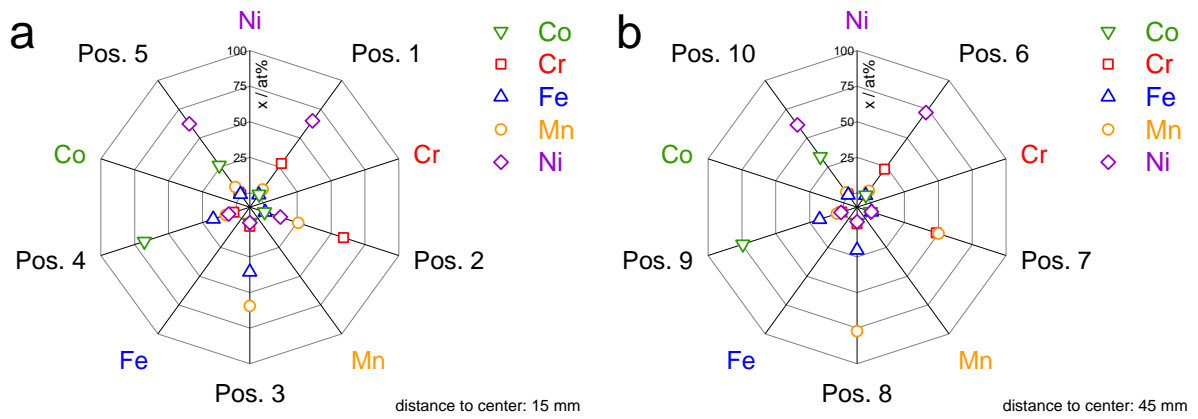 a
Ni
Pos. 5
Pos. 1
100
75
50
25
x / at%
Co
Cr
Fe
Mn
Ni
Co
Cr
Pos. 4
Pos. 2
Fe
Mn
Pos. 3
distance to center: 15 mm
b
Ni
Pos. 10
Pos. 6
100
75
50
25
x / at%
Co
Cr
Fe
Mn
Ni
Co
Cr
Pos. 9
Pos. 7
Fe
Mn
Pos. 8
distance to center: 45 mm